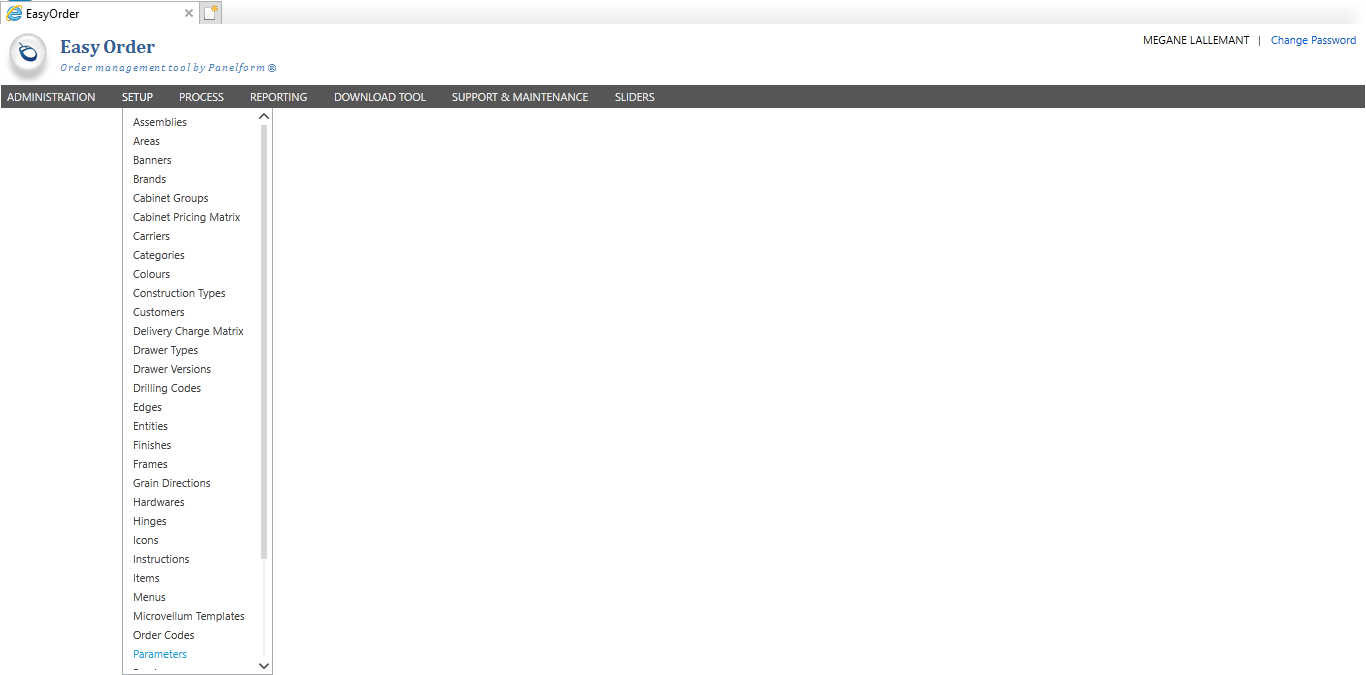 EasyOrder
Easy Order
Order management tool by Panelform ®
MEGANE LALLEMANT | Change Password
ADMINISTRATION SETUP PROCESS REPORTING DOWNLOAD TOOL SUPPORT & MAINTENANCE SLIDERS
Assemblies
Areas
Banners
Brands
Cabinet Groups
Cabinet Pricing Matrix
Carriers
Categories
Colours
Construction Types
Customers
Delivery Charge Matrix
Drawer Types
Drawer Versions
Drilling Codes
Edges
Entities
Finishes
Frames
Grain Directions
Hardwares
Hinges
Icons
Instructions
Items
Menus
Microvellum Templates
Order Codes
Parameters